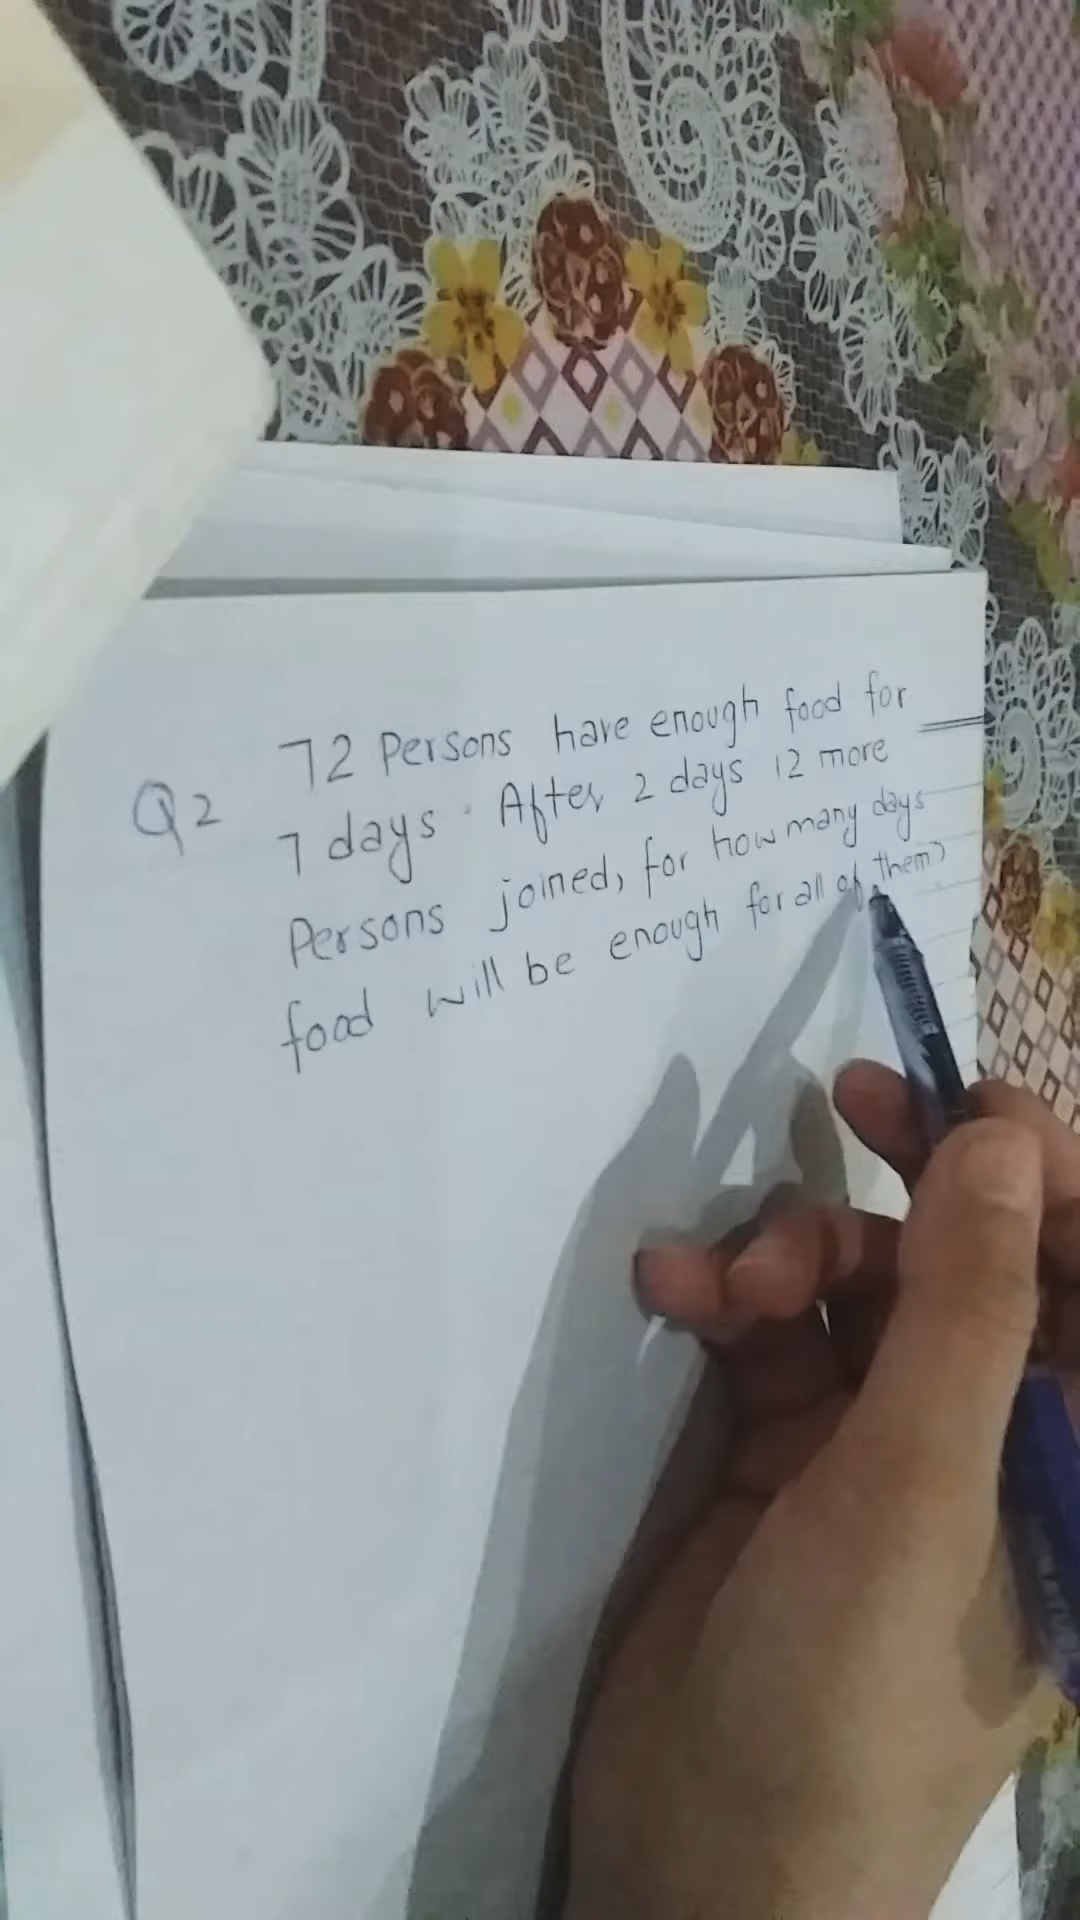 Q2 72 Persons have enough food for
7 days. After 2 days 12 more
Persons joined, for how many days
food will be enough for all of them?